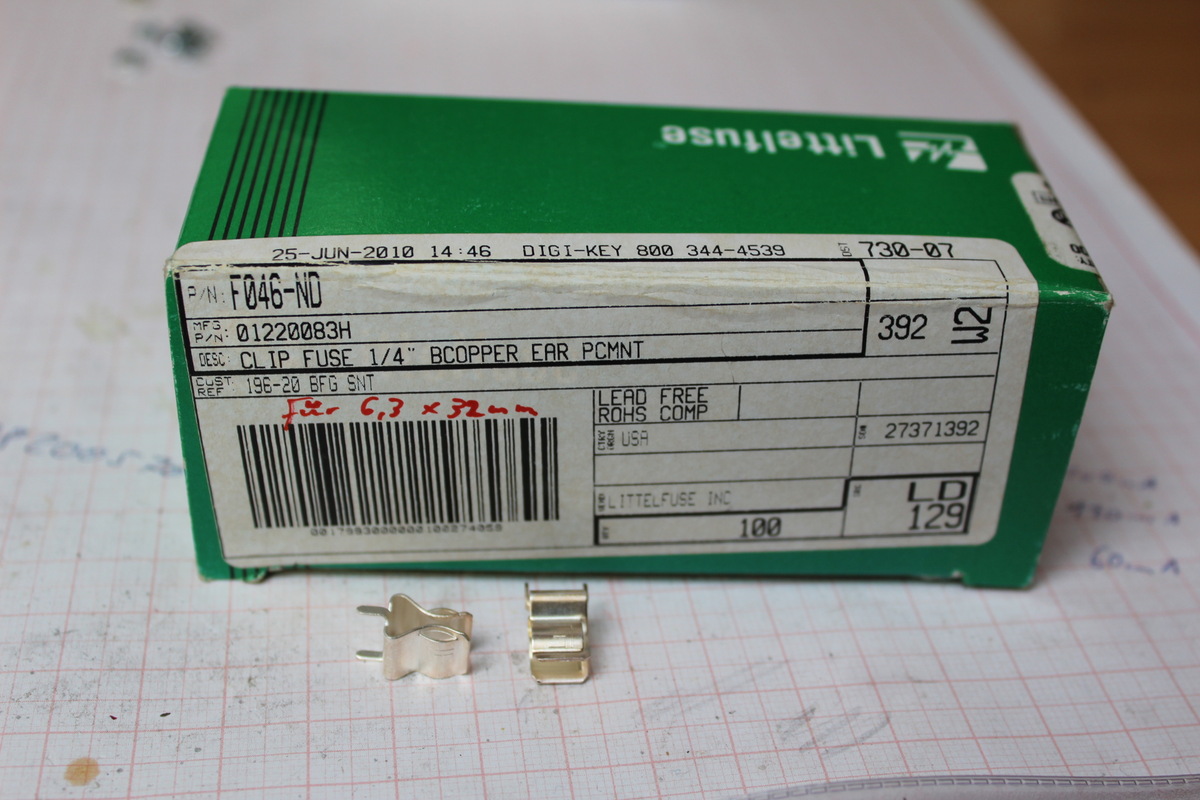 Littelfuse
25-JUN-2010 14:46 DIGI-KEY 800 344-4539 730-07
P/N: F046-ND
MFG P/N: 01220083H
392 W2
DESC: CLIP FUSE 1/4" BCOPPER EAR PCMNT
CUST REF: 196-20 BFG SNT
für 6,3 x 32mm
LEAD FREE
ROHS COMP
USA
27371392
LITTELFUSE INC
LD
129
100
60mA